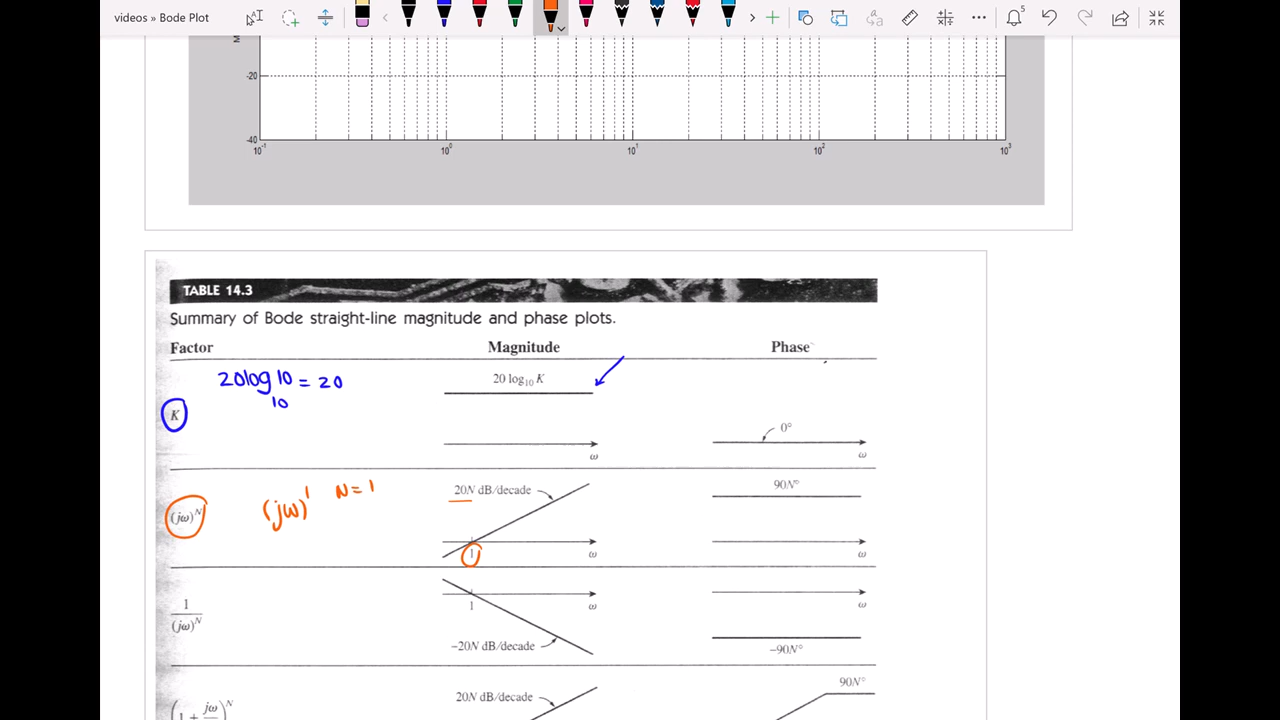 videos » Bode Plot
5
-20
-40
10⁻¹ 10⁰ 10¹ 10² 10³
TABLE 14.3
Summary of Bode straight-line magnitude and phase plots.
Factor Magnitude Phase
20log₁₀ 10 = 20
20 log₁₀ K
K
0°
ω ω
(jω)ᴺ
(jω)¹ N=1
20N dB/decade
90N°
1 ω ω
1/(jω)ᴺ
1 ω ω
-20N dB/decade
-90N°
20N dB/decade
90N°